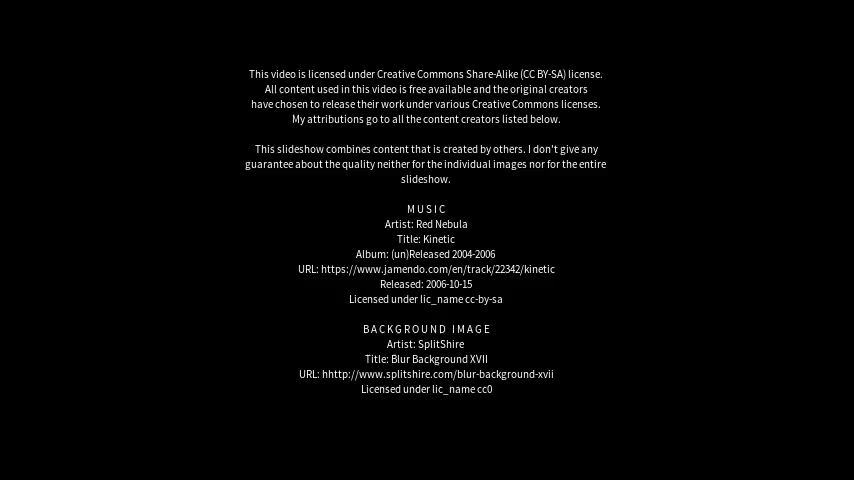 This video is licensed under Creative Commons Share-Alike (CC BY-SA) license.
All content used in this video is free available and the original creators
have chosen to release their work under various Creative Commons licenses.
My attributions go to all the content creators listed below.
This slideshow combines content that is created by others. I don't give any
guarantee about the quality neither for the individual images nor for the entire
slideshow.
MUSIC
Artist: Red Nebula
Title: Kinetic
Album: (un)Released 2004-2006
URL: https://www.jamendo.com/en/track/22342/kinetic
Released: 2006-10-15
Licensed under lic_name cc-by-sa
BACKGROUND IMAGE
Artist: SplitShire
Title: Blur Background XVII
URL: hhttp://www.splitshire.com/blur-background-xvii
Licensed under lic_name cc0